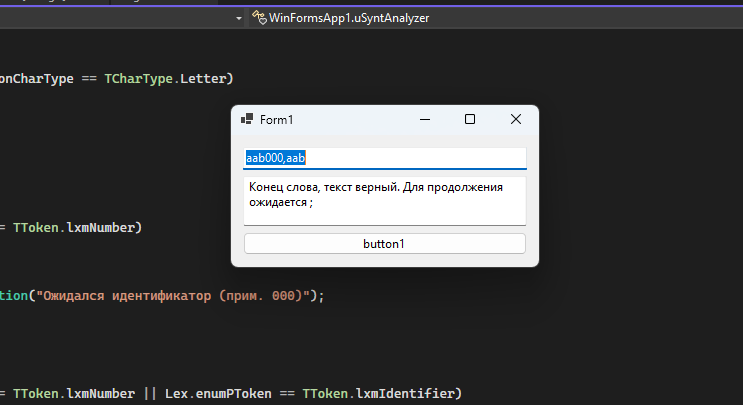 WinFormsApp1.uSyntAnalyzer
onCharType == TCharType.Letter)
Form1
aab000,aab
Конец слова, текст верный. Для продолжения
ожидается ;
= TToken.lxmNumber)
button1
tion("Ожидался идентификатор (прим. 000)");
= TToken.lxmNumber || Lex.enumPToken == TToken.lxmIdentifier)